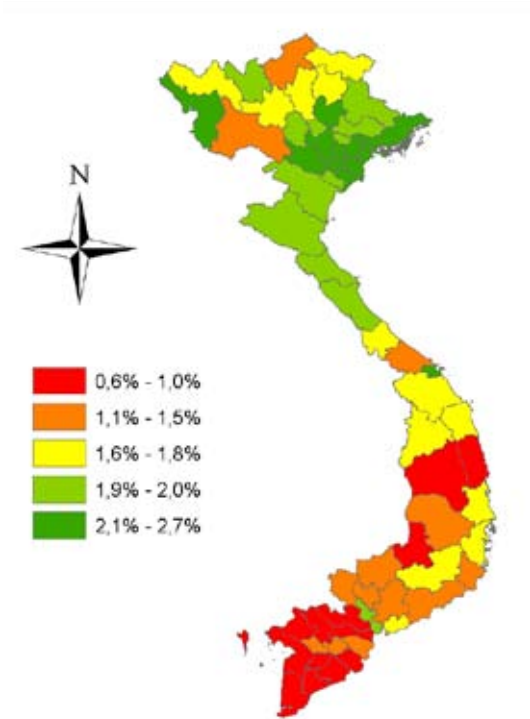 N
0,6% - 1,0%
1,1% - 1,5%
1,6% - 1,8%
1,9% - 2,0%
2,1% - 2,7%